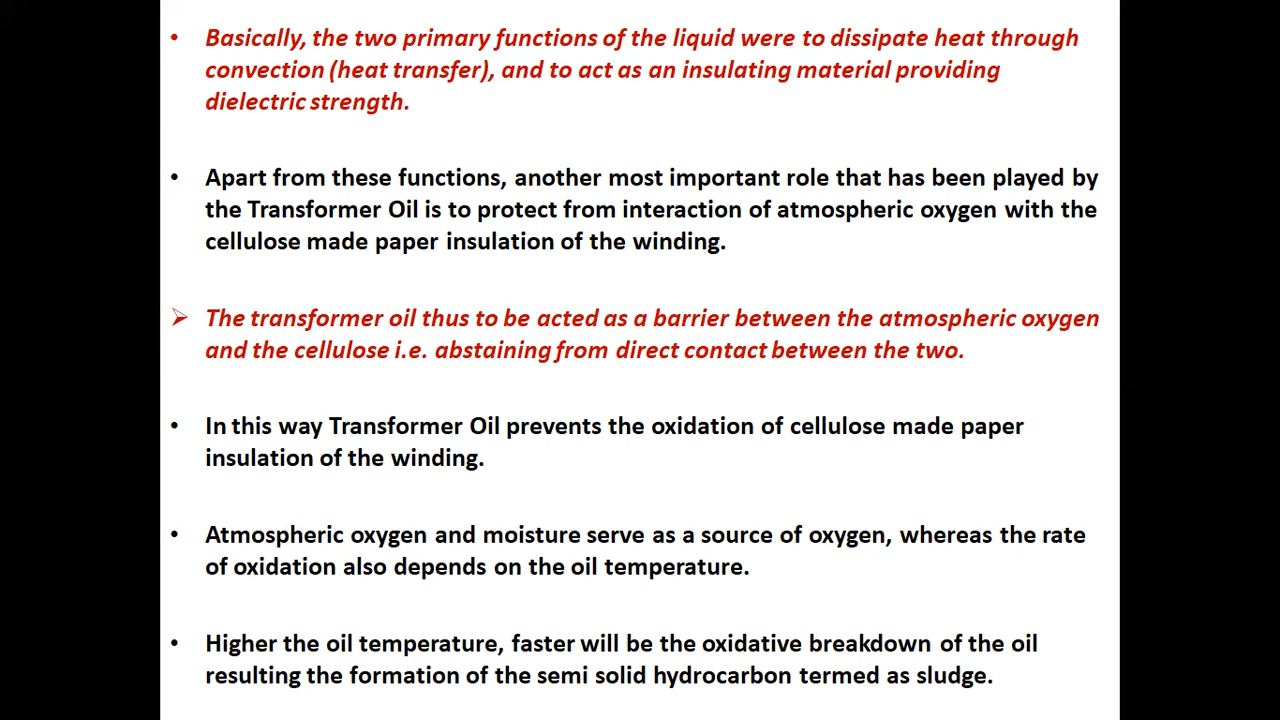 • Basically, the two primary functions of the liquid were to dissipate heat through
convection (heat transfer), and to act as an insulating material providing
dielectric strength.
• Apart from these functions, another most important role that has been played by
the Transformer Oil is to protect from interaction of atmospheric oxygen with the
cellulose made paper insulation of the winding.
➢ The transformer oil thus to be acted as a barrier between the atmospheric oxygen
and the cellulose i.e. abstaining from direct contact between the two.
• In this way Transformer Oil prevents the oxidation of cellulose made paper
insulation of the winding.
• Atmospheric oxygen and moisture serve as a source of oxygen, whereas the rate
of oxidation also depends on the oil temperature.
• Higher the oil temperature, faster will be the oxidative breakdown of the oil
resulting the formation of the semi solid hydrocarbon termed as sludge.